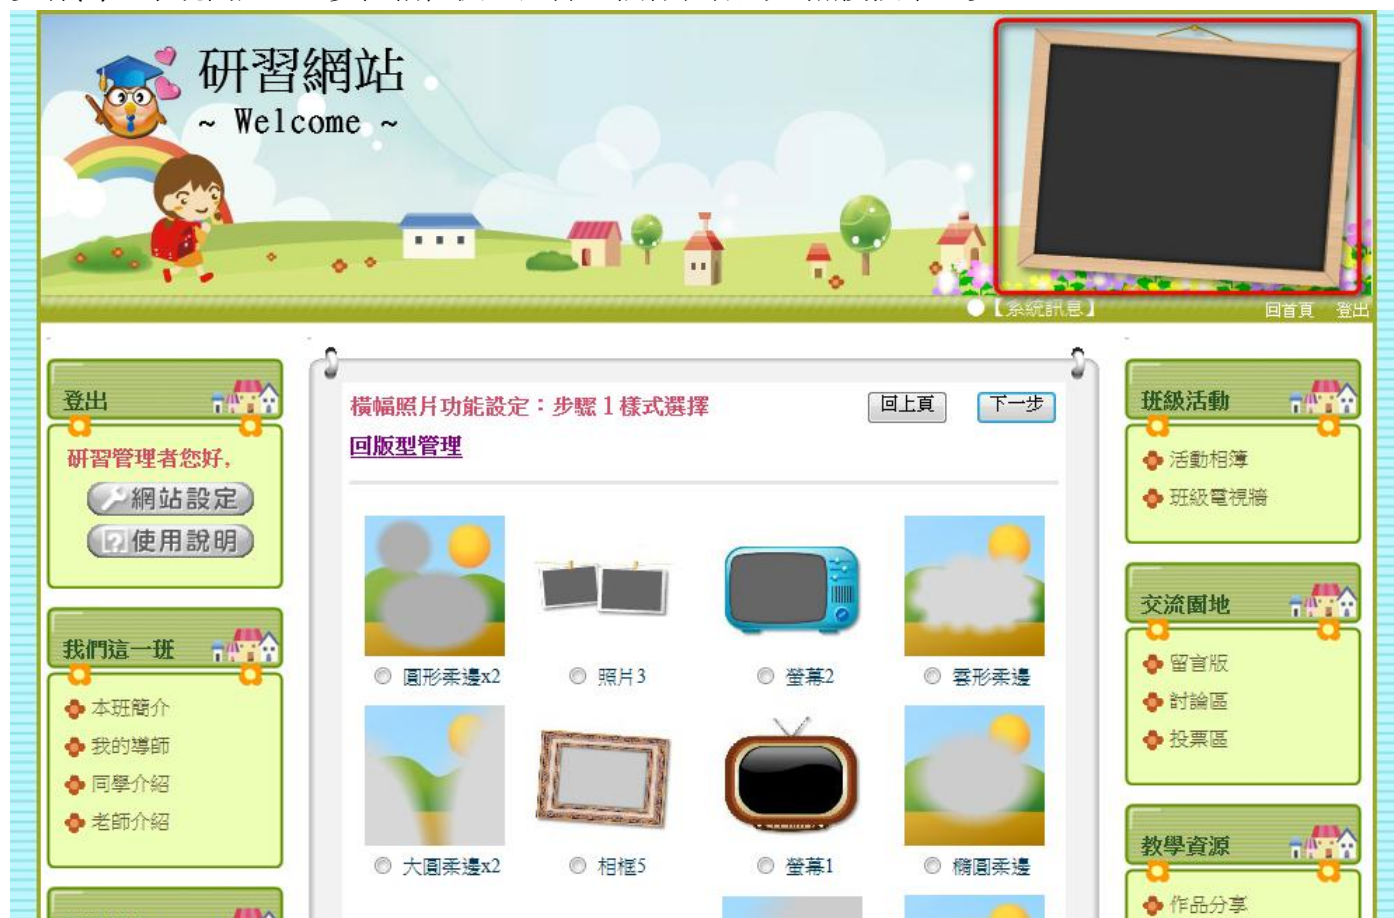 研習網站
~ Welcome ~
【系統訊息】
回首頁 登出
登出
研習管理者您好,
網站設定
使用說明
我們這一班
本班簡介
我的導師
同學介紹
老師介紹
橫幅照片功能設定：步驟 1 樣式選擇
回上頁 下一步
回版型管理
圓形柔邊x2 照片3 螢幕2 雲形柔邊
大圓柔邊x2 相框5 螢幕1 橢圓柔邊
班級活動
活動相簿
班級電視牆
交流園地
留言版
討論區
投票區
教學資源
作品分享